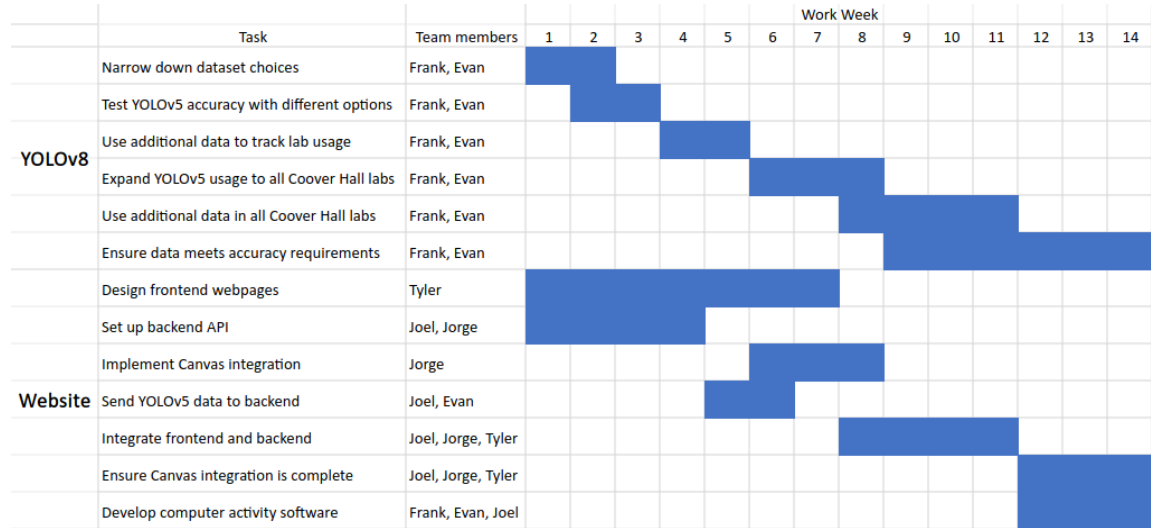 Work Week
Task Team members 1 2 3 4 5 6 7 8 9 10 11 12 13 14
YOLOv8
Narrow down dataset choices Frank, Evan
Test YOLOv5 accuracy with different options Frank, Evan
Use additional data to track lab usage Frank, Evan
Expand YOLOv5 usage to all Coover Hall labs Frank, Evan
Use additional data in all Coover Hall labs Frank, Evan
Ensure data meets accuracy requirements Frank, Evan
Website
Design frontend webpages Tyler
Set up backend API Joel, Jorge
Implement Canvas integration Jorge
Send YOLOv5 data to backend Joel, Evan
Integrate frontend and backend Joel, Jorge, Tyler
Ensure Canvas integration is complete Joel, Jorge, Tyler
Develop computer activity software Frank, Evan, Joel